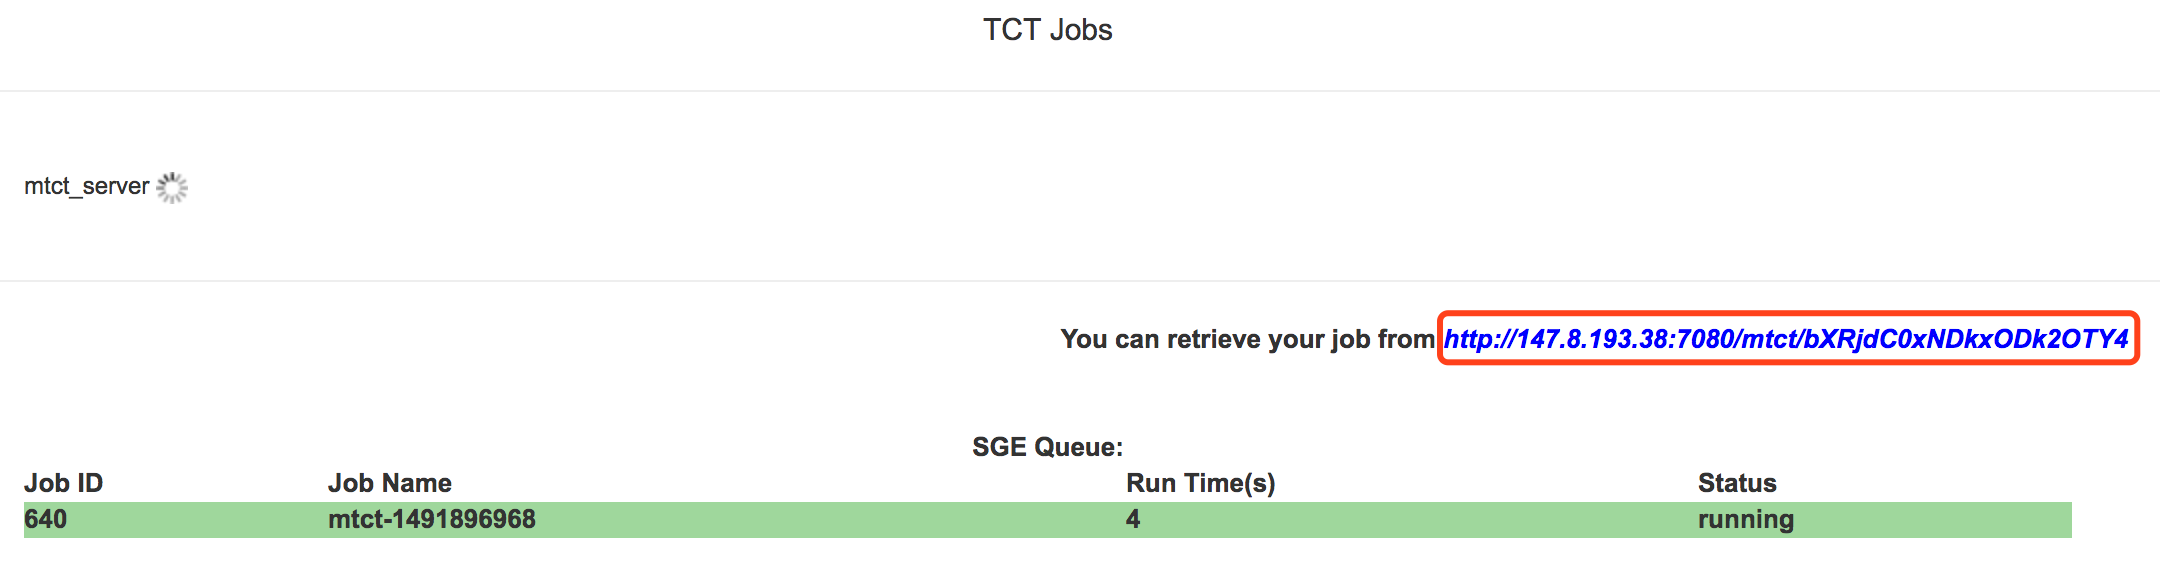 TCT Jobs
mtct_server
You can retrieve your job from http://147.8.193.38:7080/mtct/bXRjdC0xNDkxODk2OTY4
SGE Queue:
Job ID Job Name Run Time(s) Status
640 mtct-1491896968 4 running